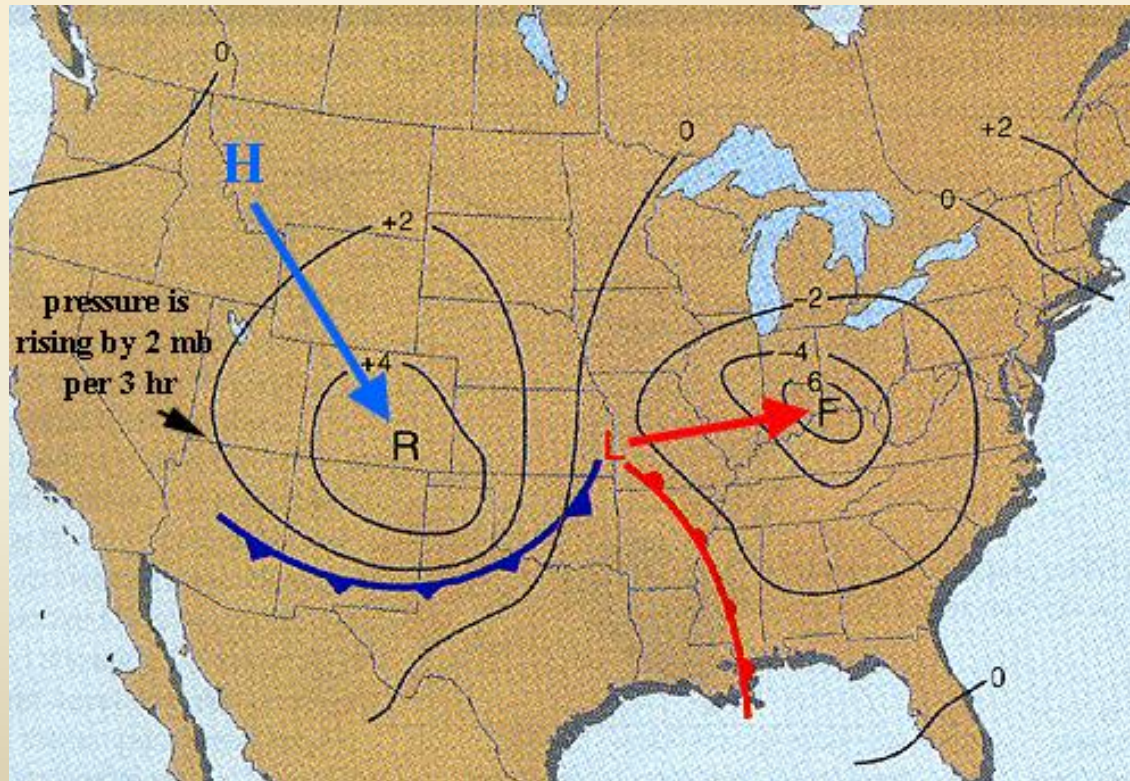 0
0
+2
H
0
+2
pressure is
rising by 2 mb
per 3 hr
-2
-4
+4
6
F
R
L
0